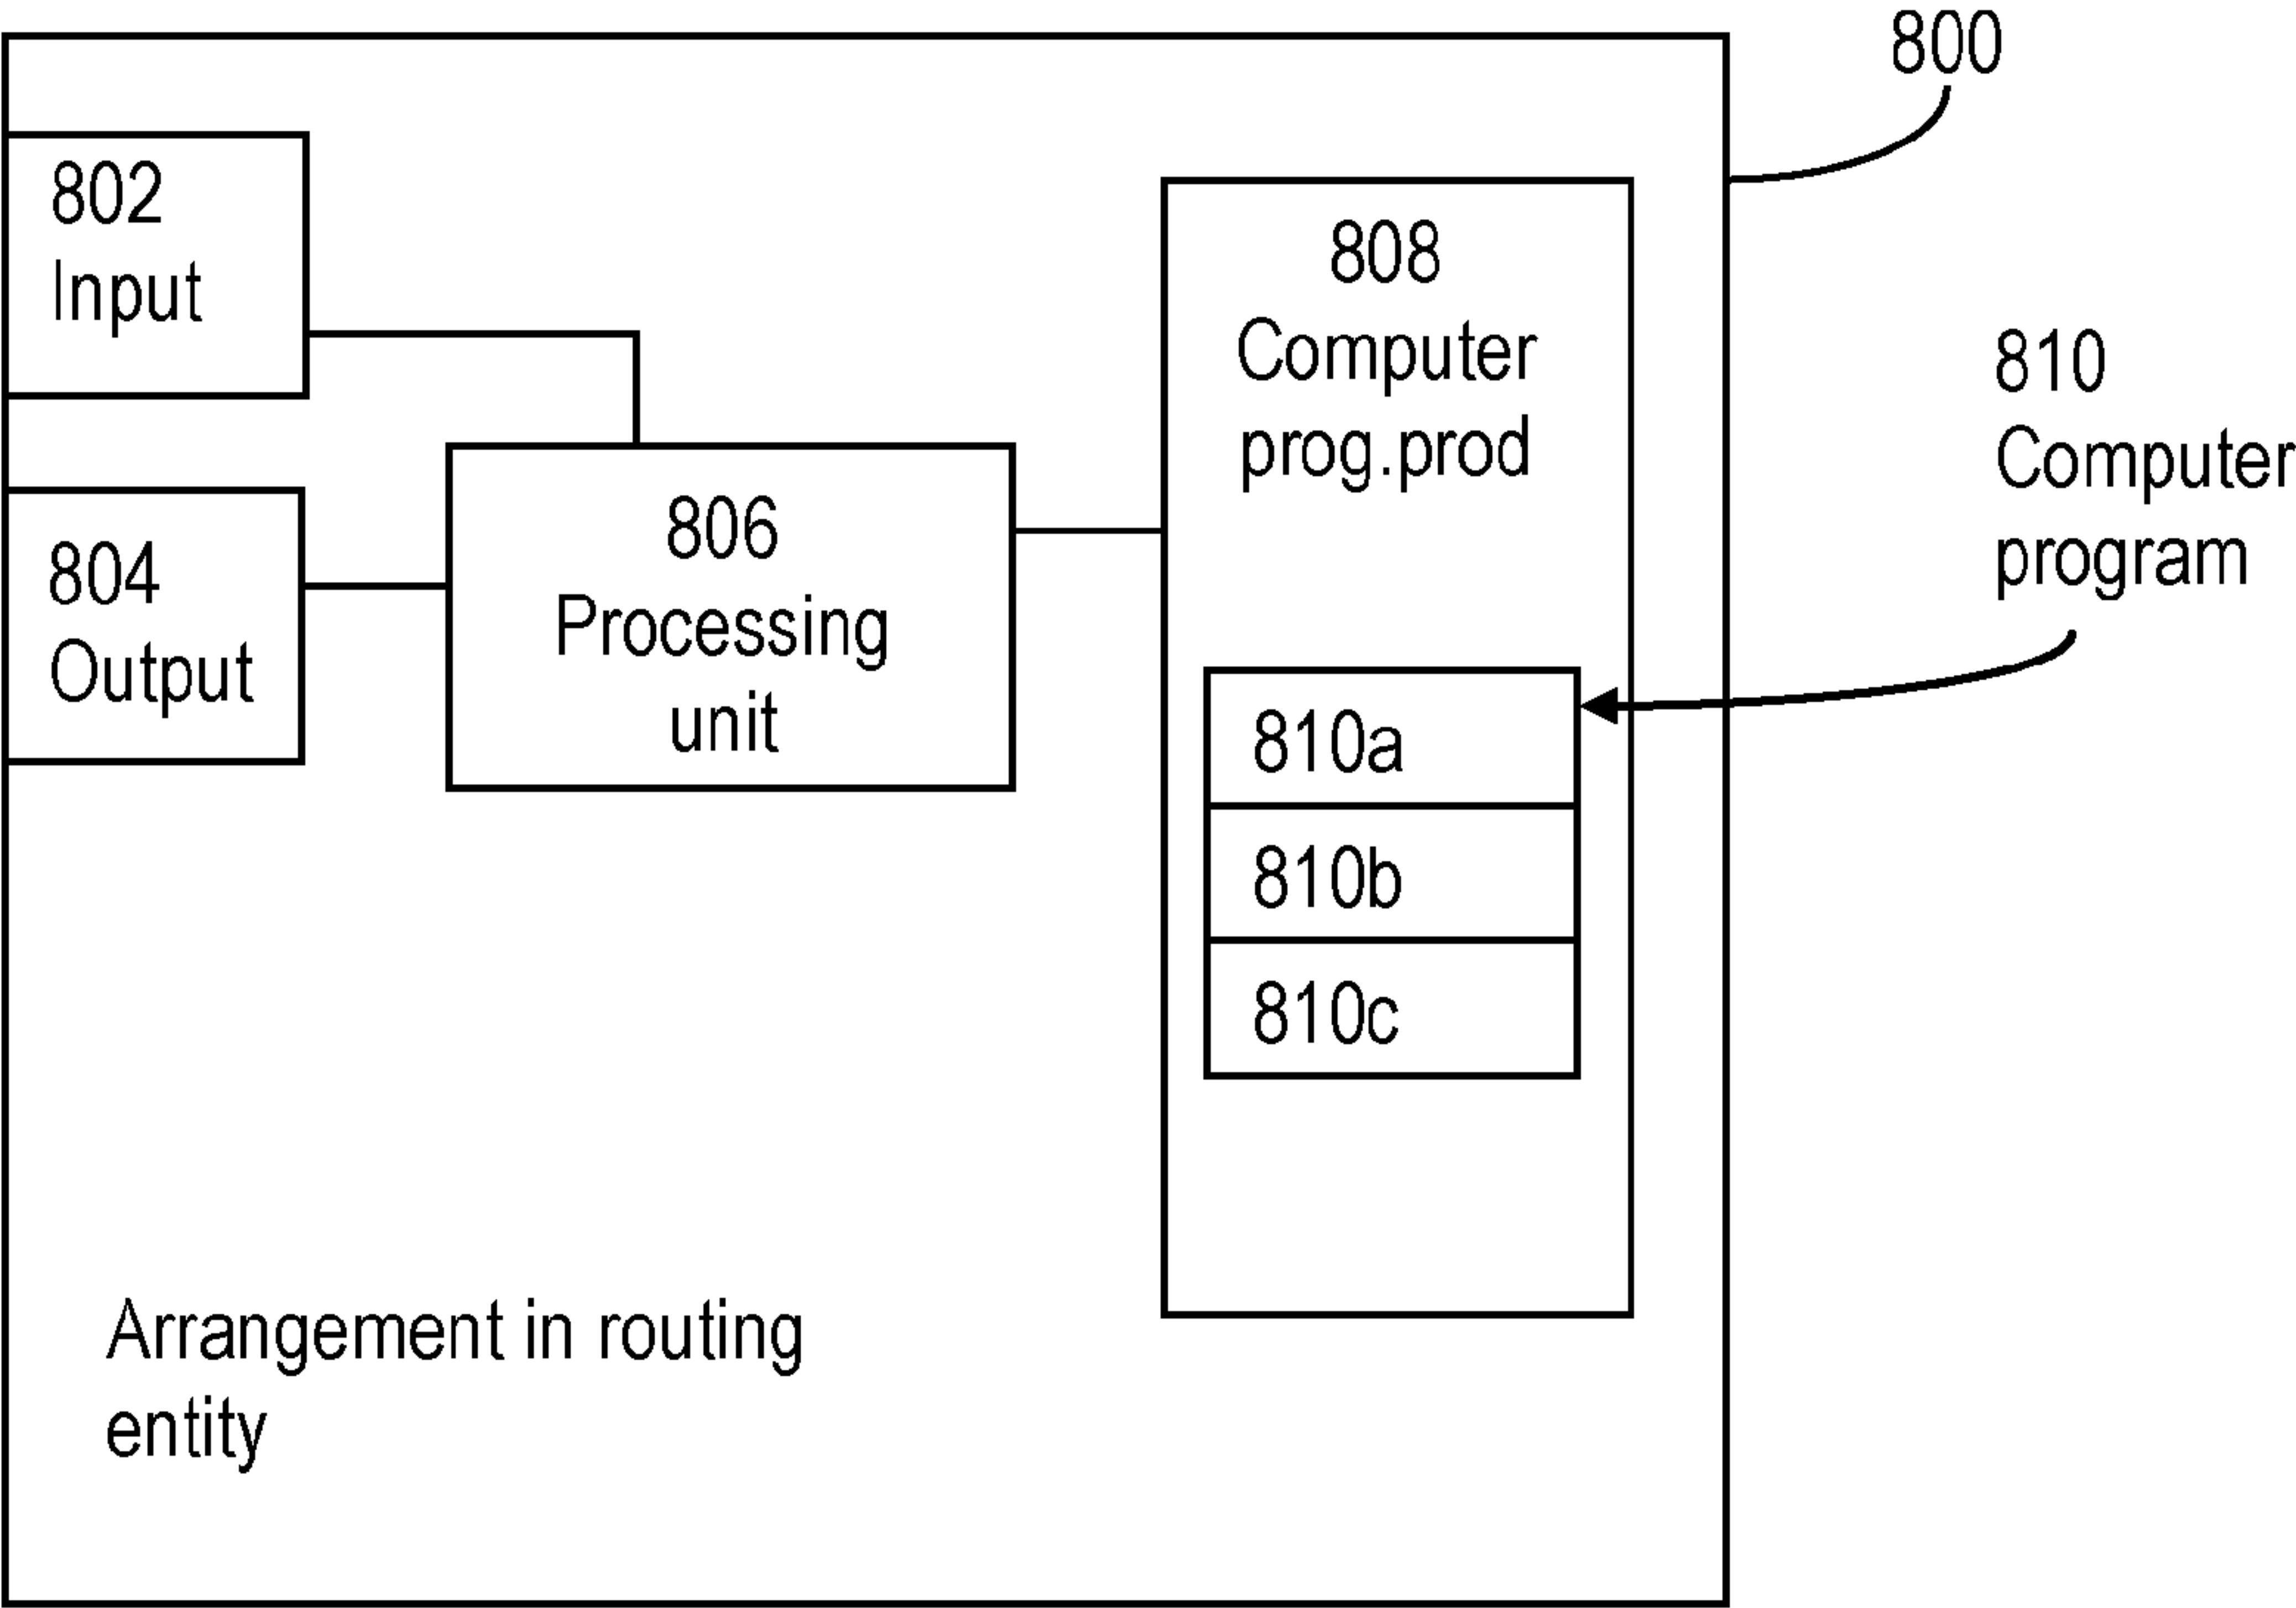 800
802
Input
808
Computer
prog.prod
810
Computer
program
806
Processing
unit
804
Output
810a
810b
810c
Arrangement in routing
entity